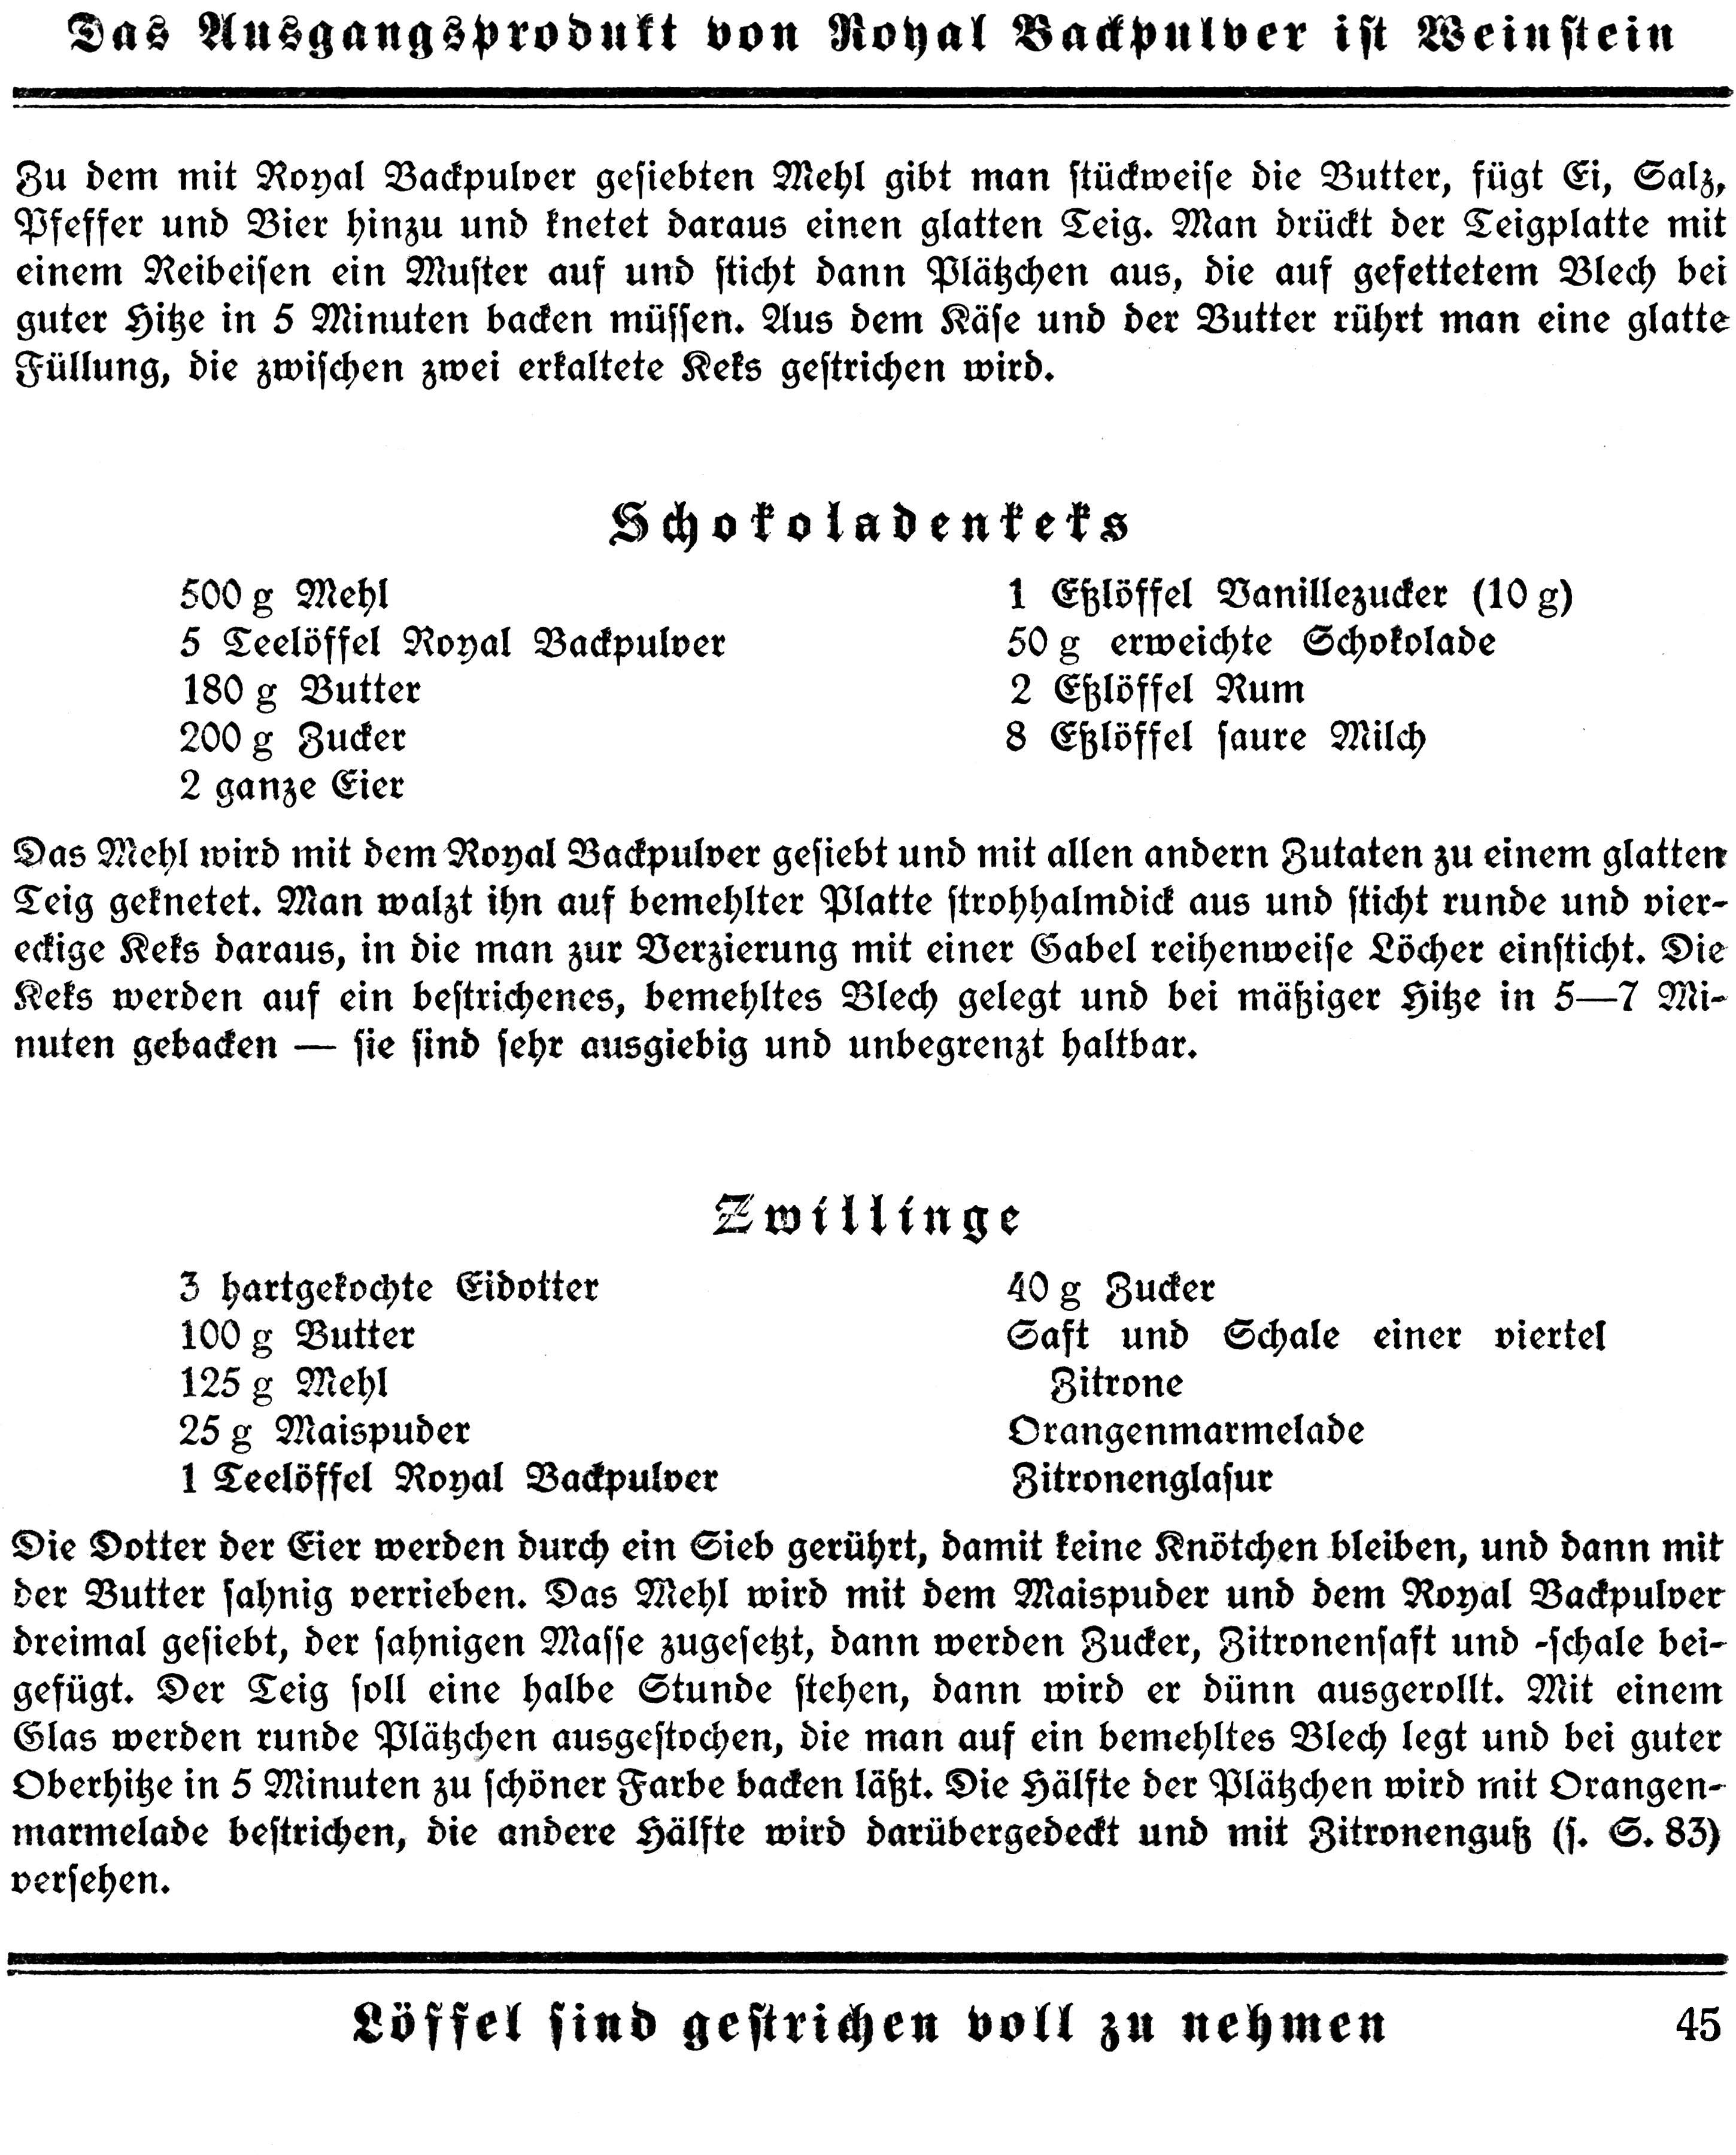 Das Ausgangsprodukt von Royal Backpulver ist Weinstein
Zu dem mit Royal Backpulver gesiebten Mehl gibt man stückweise die Butter, fügt Ei, Salz,
Pfeffer und Bier hinzu und knetet daraus einen glatten Teig. Man drückt der Teigplatte mit
einem Reibeisen ein Muster auf und sticht dann Plätzchen aus, die auf gefettetem Blech bei
guter Hitze in 5 Minuten backen müssen. Aus dem Käse und der Butter rührt man eine glatte
Füllung, die zwischen zwei erkaltete Keks gestrichen wird.
Schokoladenkeks
500 g Mehl
5 Teelöffel Royal Backpulver
180 g Butter
200 g Zucker
2 ganze Eier
1 Eßlöffel Vanillezucker (10 g)
50 g erweichte Schokolade
2 Eßlöffel Rum
8 Eßlöffel saure Milch
Das Mehl wird mit dem Royal Backpulver gesiebt und mit allen andern Zutaten zu einem glatten
Teig geknetet. Man walzt ihn auf bemehlter Platte strohhalmdick aus und sticht runde und vier-
eckige Keks daraus, in die man zur Verzierung mit einer Gabel reihenweise Löcher einsticht. Die
Keks werden auf ein bestrichenes, bemehltes Blech gelegt und bei mäßiger Hitze in 5—7 Mi-
nuten gebacken — sie sind sehr ausgiebig und unbegrenzt haltbar.
Zwillinge
3 hartgekochte Eidotter
100 g Butter
125 g Mehl
25 g Maispuder
1 Teelöffel Royal Backpulver
40 g Zucker
Saft und Schale einer viertel
Zitrone
Orangenmarmelade
Zitronenglasur
Die Dotter der Eier werden durch ein Sieb gerührt, damit keine Knötchen bleiben, und dann mit
der Butter sahnig verrieben. Das Mehl wird mit dem Maispuder und dem Royal Backpulver
dreimal gesiebt, der sahnigen Masse zugesetzt, dann werden Zucker, Zitronensaft und -schale bei-
gefügt. Der Teig soll eine halbe Stunde stehen, dann wird er dünn ausgerollt. Mit einem
Glas werden runde Plätzchen ausgestochen, die man auf ein bemehltes Blech legt und bei guter
Oberhitze in 5 Minuten zu schöner Farbe backen läßt. Die Hälfte der Plätzchen wird mit Orangen-
marmelade bestrichen, die andere Hälfte wird darübergedeckt und mit Zitronenguß (s. S. 83)
versehen.
Löffel sind gestrichen voll zu nehmen 45